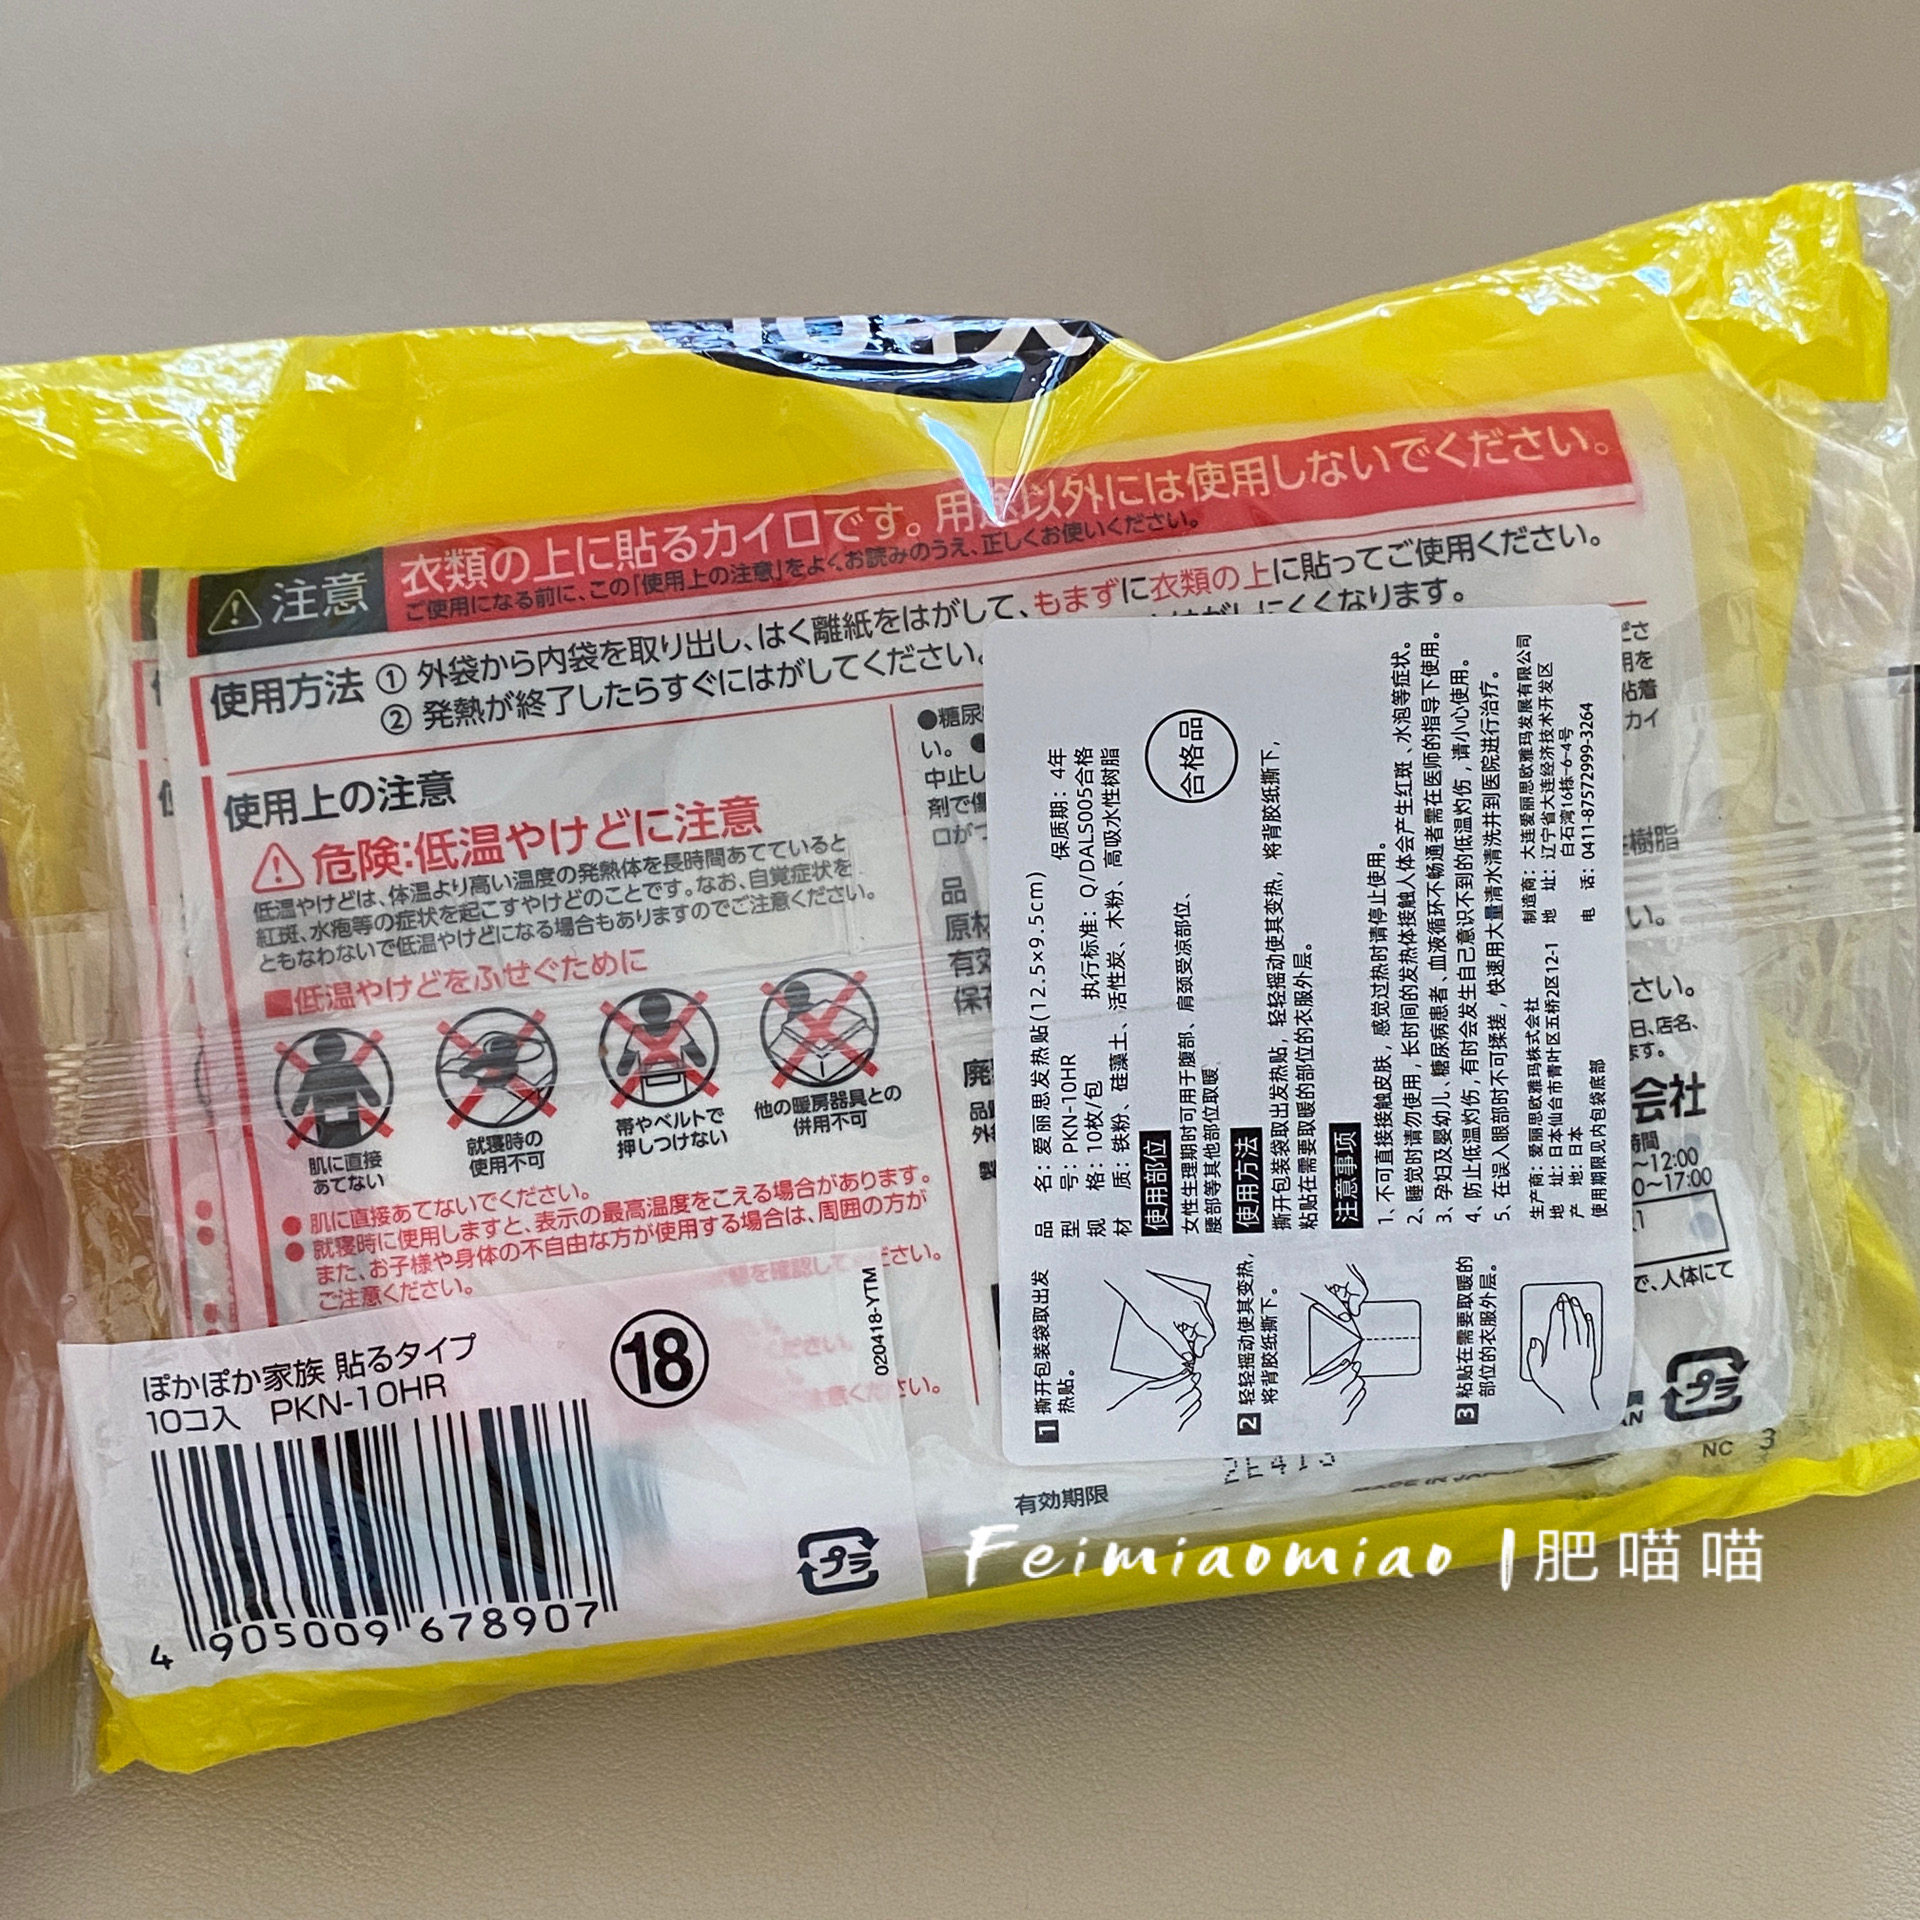 注意
衣類の上に貼るカイロです。用途以外には使用しないでください。
ご使用になる前に、この「使用上の注意」をよくお読みのうえ、正しくお使いください。
使用方法
① 外袋から内袋を取り出し、はく離紙をはがして、もまずに衣類の上に貼ってご使用ください。
② 発熱が終了したらすぐにはがしてください。
はがしにくくなります。
使用上の注意
危険:低温やけどに注意
低温やけどは、体温より高い温度の発熱体を長時間あてていると
紅斑、水疱等の症状を起こすやけどのことです。なお、自覚症状を
ともなわないで低温やけどになる場合もありますのでご注意ください。
■低温やけどをふせぐために
肌に直接
あてない
就寝時の
使用不可
帯やベルトで
押しつけない
他の暖房器具との
併用不可
●肌に直接あてないでください。
●就寝時に使用しますと、表示の最高温度をこえる場合があります。
また、お子様や身体の不自由な方が使用する場合は、周囲の方が
ご注意ください。
●糖尿
い。●
中止し
剤で
品
有効期限
会社
~12:00
~17:00
で、人体にて
プラ
NC
3
ぽかぽか家族 貼るタイプ
10コ入 PKN-10HR
18
020418-YTM
4 905009 678907
プラ
品 名：爱丽思发热贴(12.5×9.5cm)
型 号：PKN-10HR 保质期：4年
规 格：10枚/包 执行标准：Q/DALS005合格
材 质：铁粉、硅藻土、活性炭、木粉、高吸水性树脂
合格品
使用部位
女性生理期时可用于腹部、肩颈受凉部位、
腰部等其他部位取暖。
使用方法
撕开包装袋取出发热贴，轻轻摇动使其变热，将背胶纸撕下，
粘贴在需要取暖的部位的衣服外层。
注意事项
1、不可直接接触皮肤，感觉过热时请停止使用。
2、睡觉时请勿使用，长时间的发热体接触人体会产生红斑、水泡等症状。
3、孕妇及婴幼儿、糖尿病患者、血液循环不畅通者需在医师的指导下使用。
4、防止低温灼伤，有时会发生自己意识不到的低温灼伤，请小心使用。
5、在误入眼部时不可揉搓，快速用大量清水清洗并到医院进行治疗。
生产商：爱丽思欧雅玛株式会社
地 址：日本仙台市青叶区五桥2区12-1
产 地：日本
使用期限见内包装底部
制造商：大连爱丽思欧雅玛发展有限公司
地 址：辽宁省大连经济技术开发区
白石湾16栋-6-4号
电 话：0411-87572999-3264
1 撕开包装袋取出发
热贴。
2 轻轻摇动使其变热，
将背胶纸撕下。
3 粘贴在需要取暖的
部位的衣服外层。
Feimiaomiao |肥喵喵